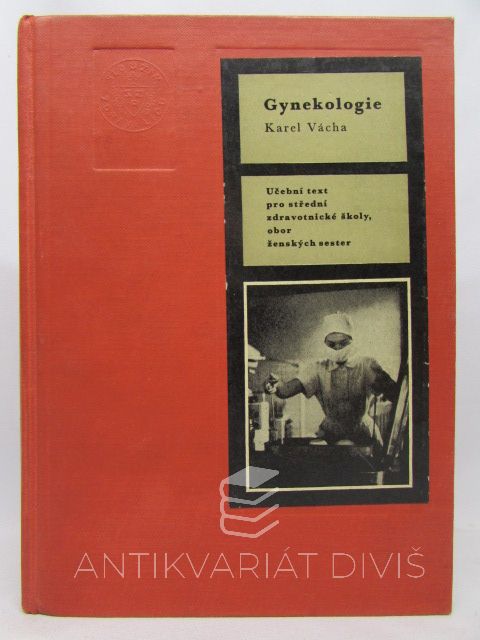 Gynekologie
Karel Vácha
Učební text
pro střední
zdravotnické školy,
obor
ženských sester
ANTIKVARIÁT DIVIŠ